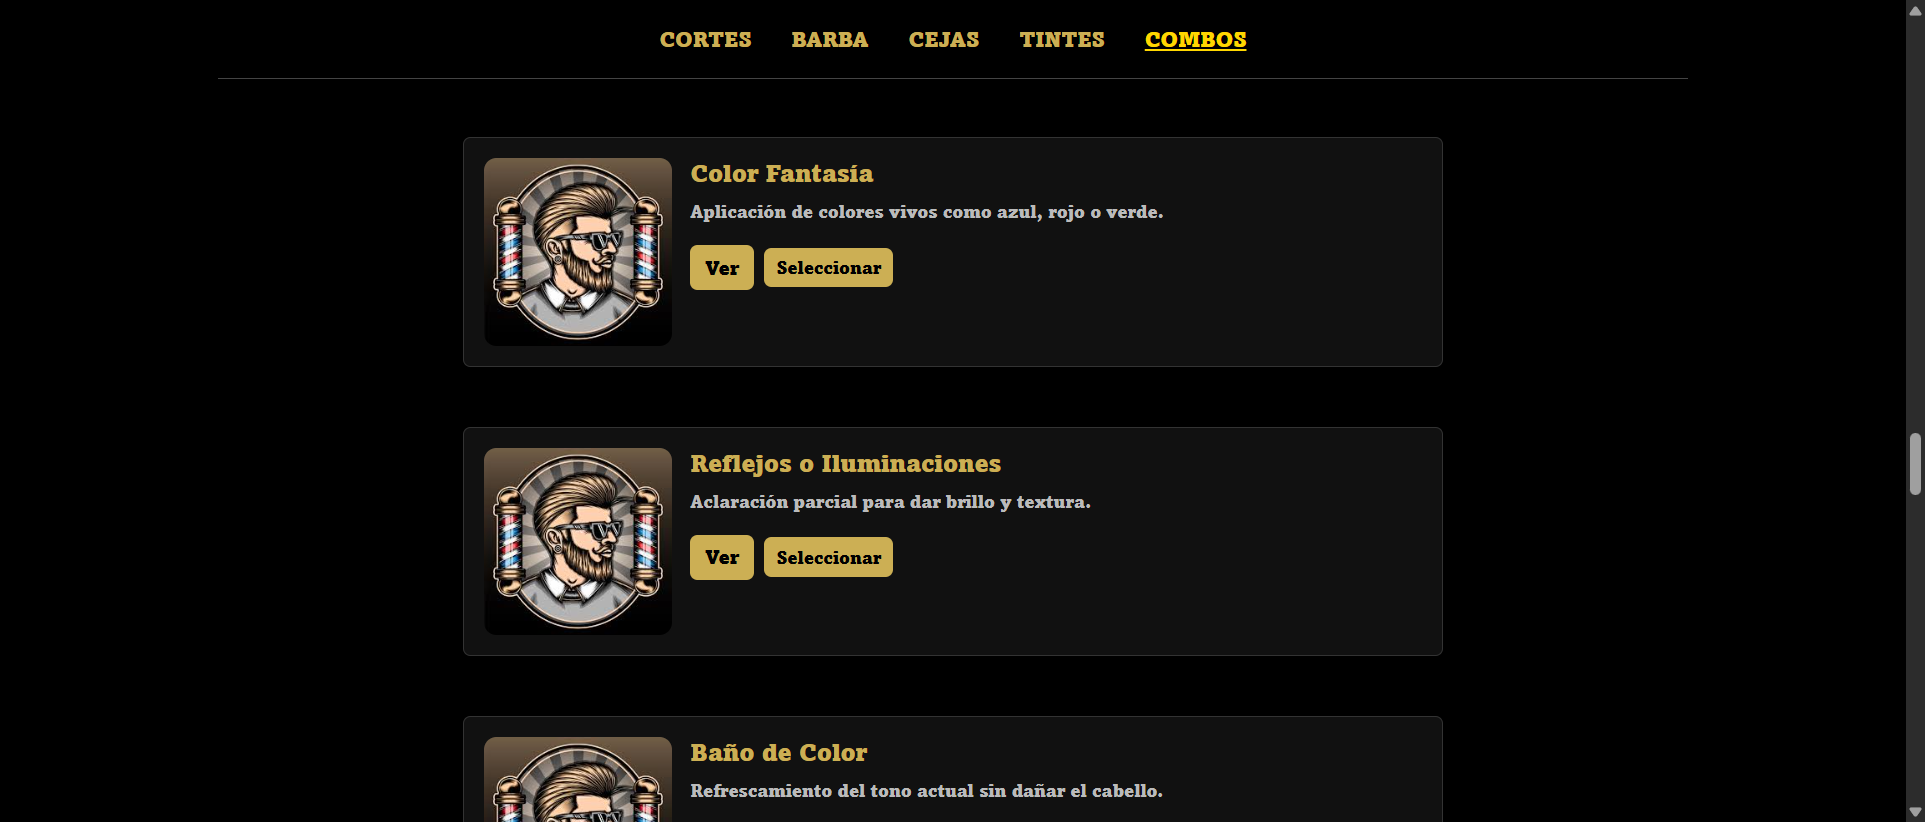 CORTES BARBA CEJAS TINTES COMBOS
Color Fantasía
Aplicación de colores vivos como azul, rojo o verde.
Ver Seleccionar
Reflejos o Iluminaciones
Aclaración parcial para dar brillo y textura.
Ver Seleccionar
Baño de Color
Refrescamiento del tono actual sin dañar el cabello.